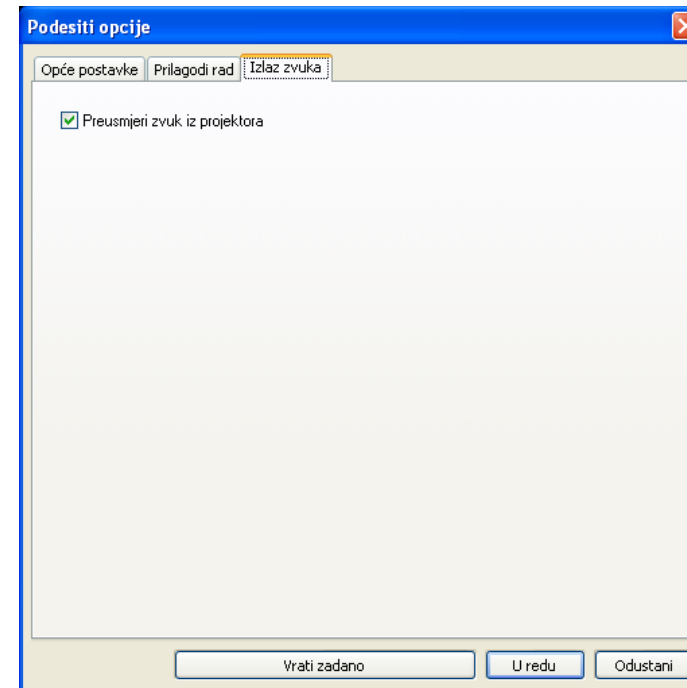 Podesiti opcije
Opće postavke Prilagodi rad Izlaz zvuka
Preusmjeri zvuk iz projektora
Vrati zadano U redu Odustani